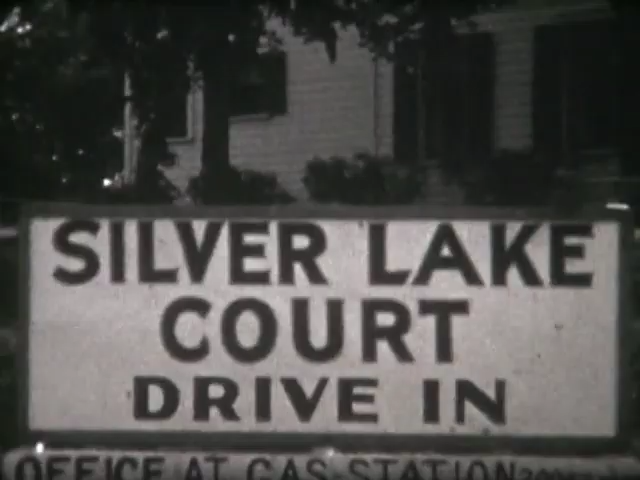 SILVER LAKE
COURT
DRIVE IN
OFFICE AT GAS-STATION